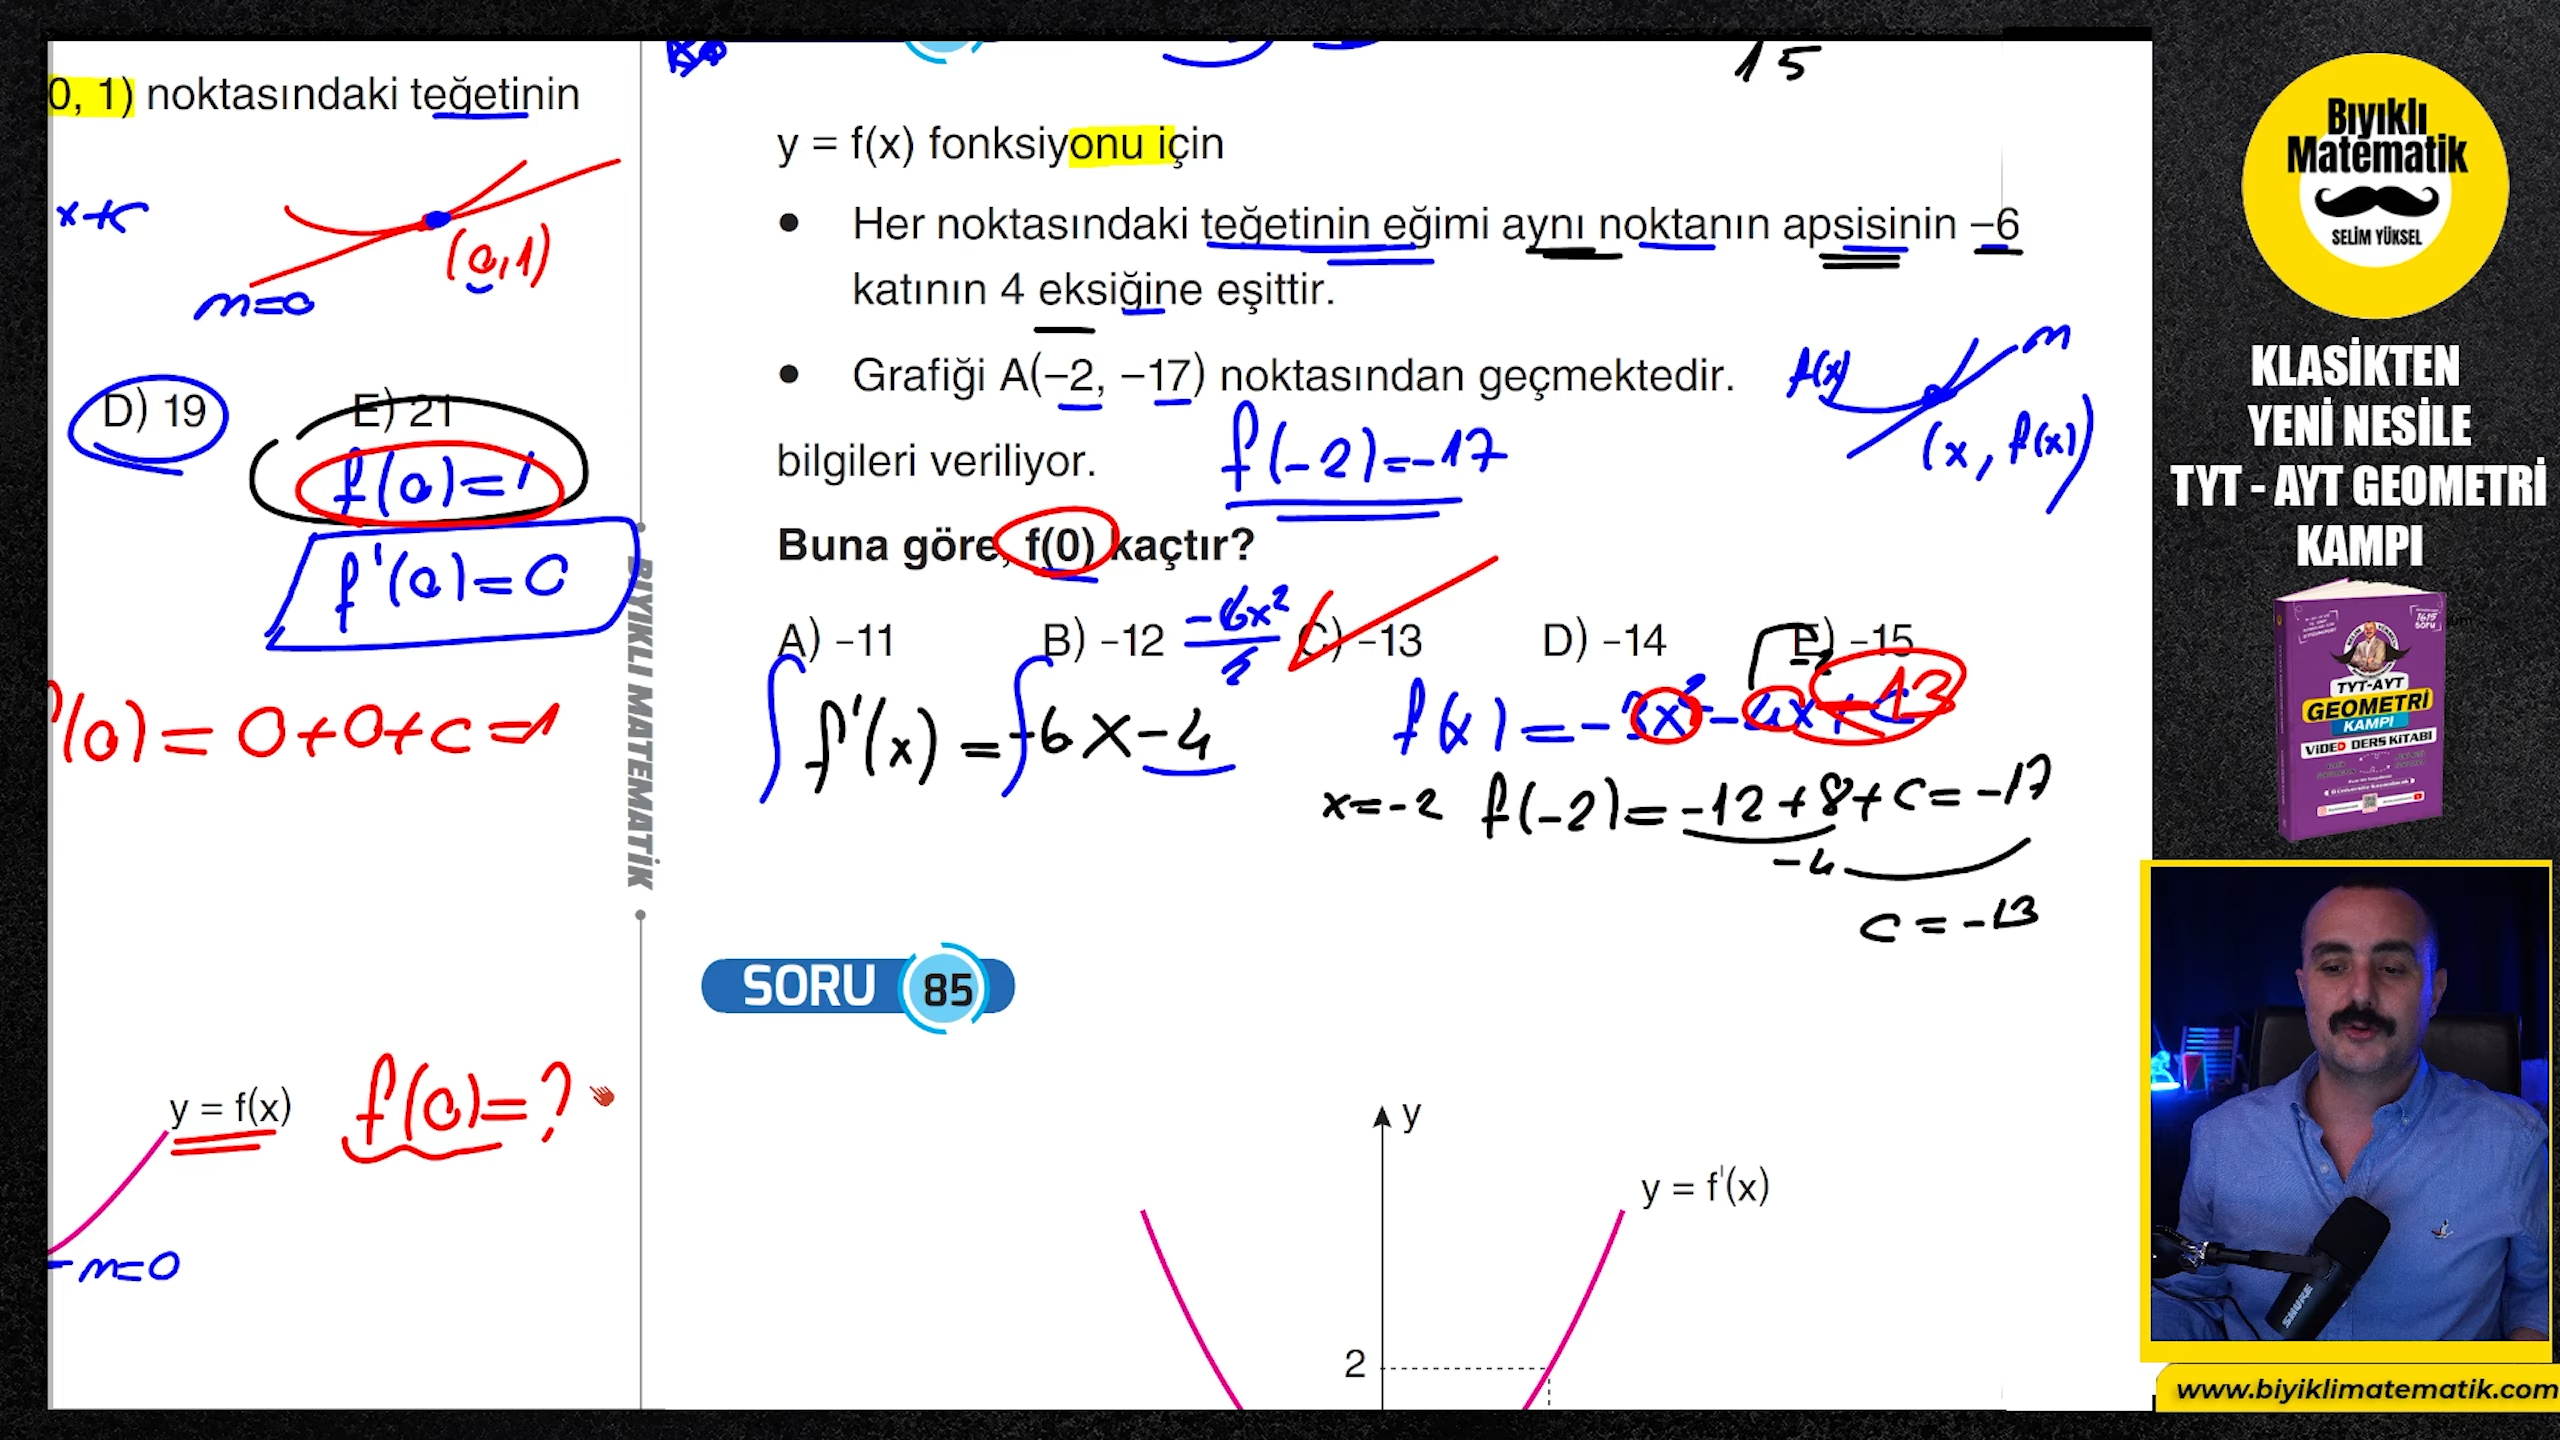 0, 1) noktasındaki teğetinin
x+c
(0,1)
m=0
D) 19
E) 21
f(0)=1
f'(0)=0
f'(0)=0+0+c=1
y = f(x)
f(0)=?
m=0
BIYIKLI MATEMATİK
15
y = f(x) fonksiyonu için
• Her noktasındaki teğetinin eğimi aynı noktanın apsisinin –6
katının 4 eksiğine eşittir.
• Grafiği A(–2, –17) noktasından geçmektedir.
f(x)
m
(x, f(x))
bilgileri veriliyor.
f(-2)=-17
Buna göre, f(0) kaçtır?
A) –11
B) –12
-6x²
2
C) –13
D) –14
E) –15
f'(x)=-6x-4
f(x)=-3x²-4x
-13
x=-2 f(-2)=-12+8+c=-17
-4
c=-13
SORU 85
y
y = f'(x)
2
Bıyıklı
Matematik
SELİM YÜKSEL
KLASİKTEN
YENİ NESİLE
TYT - AYT GEOMETRİ
KAMPI
TYT-AYT
GEOMETRİ
KAMPI
VİDEO DERS KİTABI
SHURE
www.biyiklimatematik.com